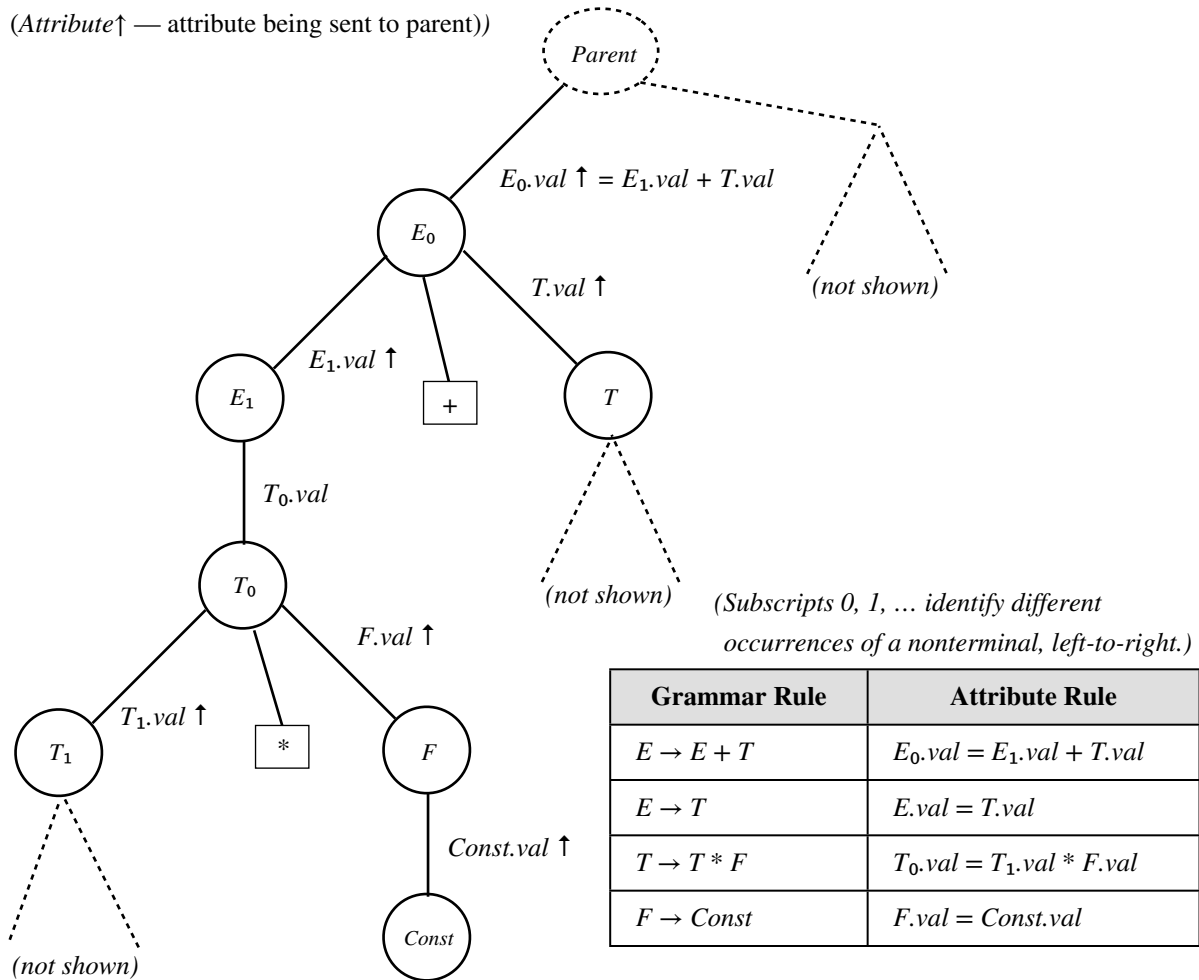 (Attribute↑ — attribute being sent to parent))
Parent
E₀.val ↑ = E₁.val + T.val
E₀
(not shown)
T.val ↑
E₁.val ↑
E₁
+
T
T₀.val
T₀
(not shown)
(Subscripts 0, 1, … identify different
occurrences of a nonterminal, left-to-right.)
F.val ↑
T₁.val ↑
T₁
*
F
Const.val ↑
Const
(not shown)
Grammar Rule Attribute Rule
E → E + T E₀.val = E₁.val + T.val
E → T E.val = T.val
T → T * F T₀.val = T₁.val * F.val
F → Const F.val = Const.val